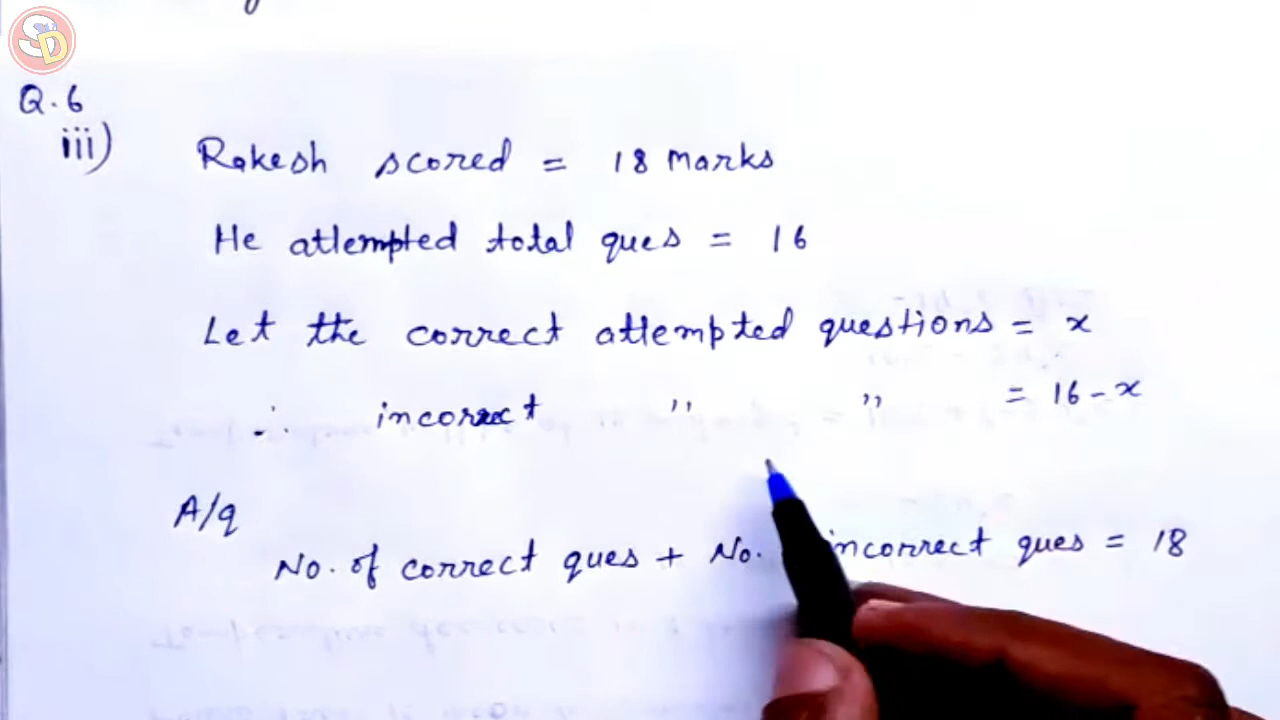 SD
Q.6
iii) Rakesh scored = 18 Marks
He attempted total ques = 16
Let the correct attempted questions = x
∴ incorrect " " = 16 - x
A/q
No. of correct ques + No. incorrect ques = 18